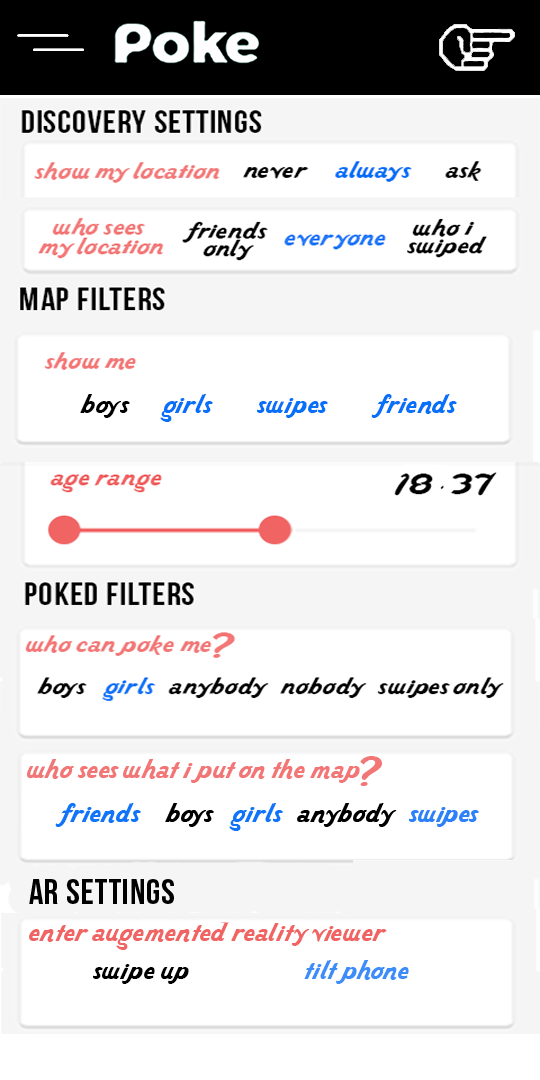 Poke
DISCOVERY SETTINGS
show my location never always ask
who sees my location friends only everyone who i swiped
MAP FILTERS
show me
boys girls swipes friends
age range 18 · 37
POKED FILTERS
who can poke me?
boys girls anybody nobody swipes only
who sees what i put on the map?
friends boys girls anybody swipes
AR SETTINGS
enter augemented reality viewer
swipe up tilt phone